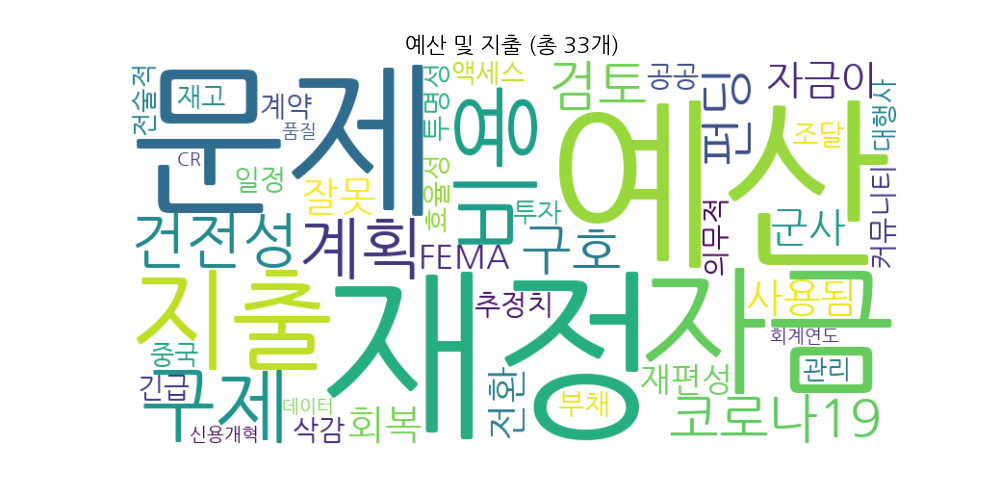 예산 및 지출 (총 33개)
전술적
재고
계약
품질
CR
문제
투명성
액세스
비용
검토
공공
펀딩
자금이
조달
대행사
일정
잘못
효율성
투자
예산
의무적
군사
커뮤니티
건전성
계획
FEMA
구호
추정치
사용됨
회계연도
지출
재정
자금
관리
중국
긴급
구제
데이터
신용개혁
삭감
회복
전환
부채
재편성
코로나19